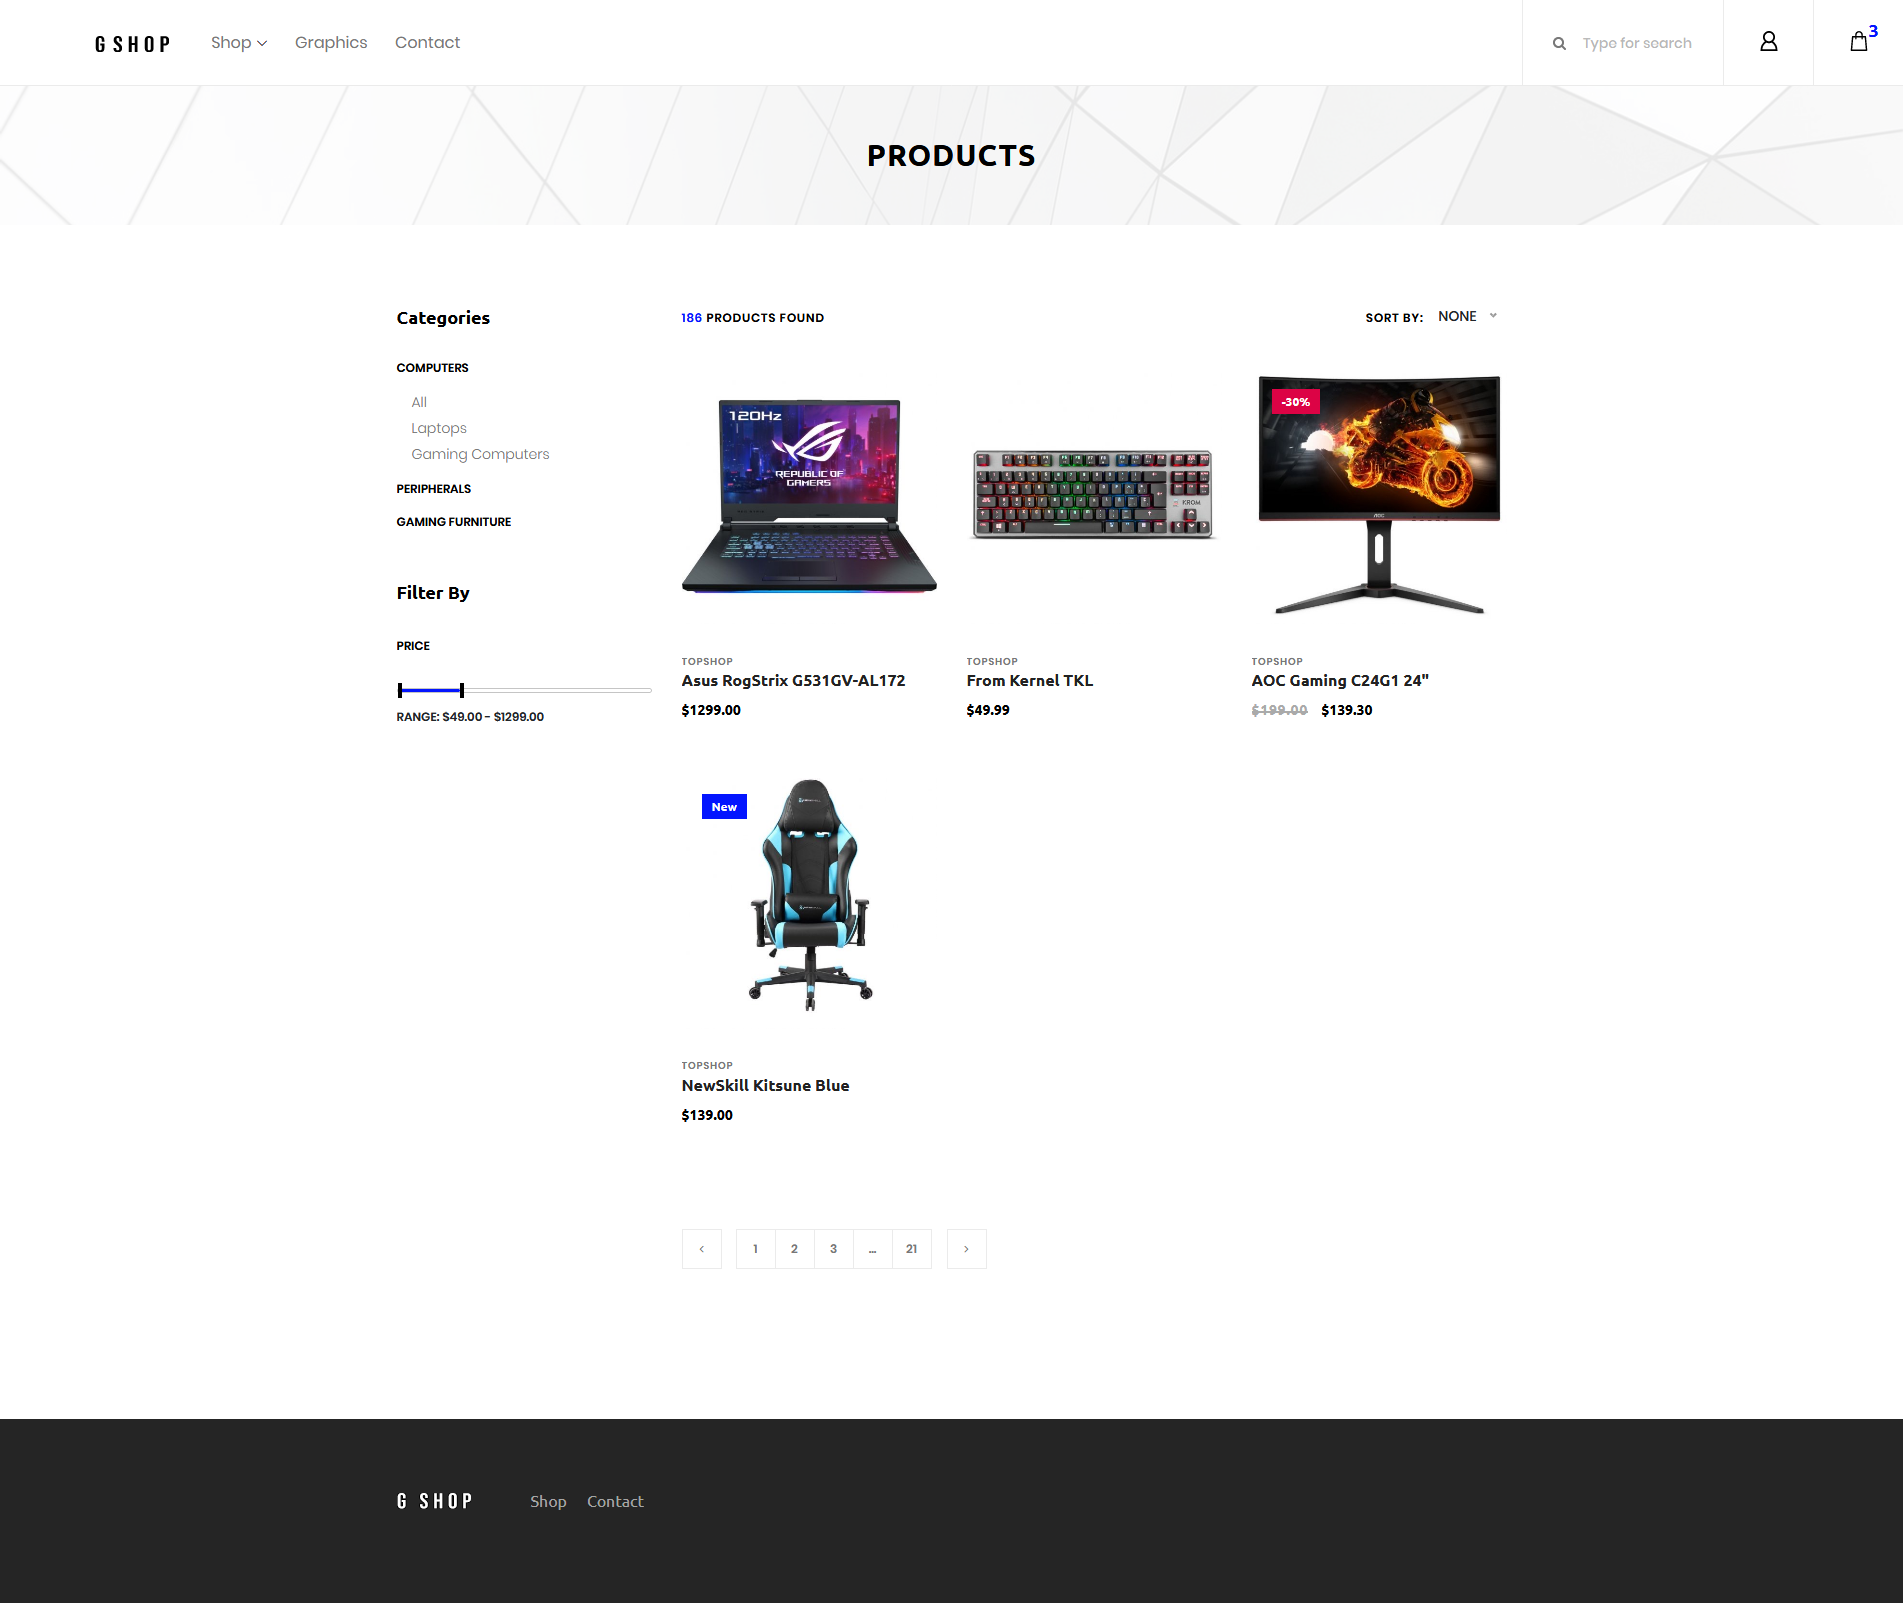 G SHOP
Shop
Graphics
Contact
Type for search
3
PRODUCTS
Categories
COMPUTERS
All
Laptops
Gaming Computers
PERIPHERALS
GAMING FURNITURE
Filter By
PRICE
RANGE: $49.00 - $1299.00
186 PRODUCTS FOUND
SORT BY: NONE
120Hz
REPUBLIC OF
GAMERS
TOPSHOP
Asus RogStrix G531GV-AL172
$1299.00
KROM
TOPSHOP
From Kernel TKL
$49.99
-30%
AOC
TOPSHOP
AOC Gaming C24G1 24"
$199.00 $139.30
New
TOPSHOP
NewSkill Kitsune Blue
$139.00
< 1 2 3 ... 21 >
G SHOP
Shop
Contact